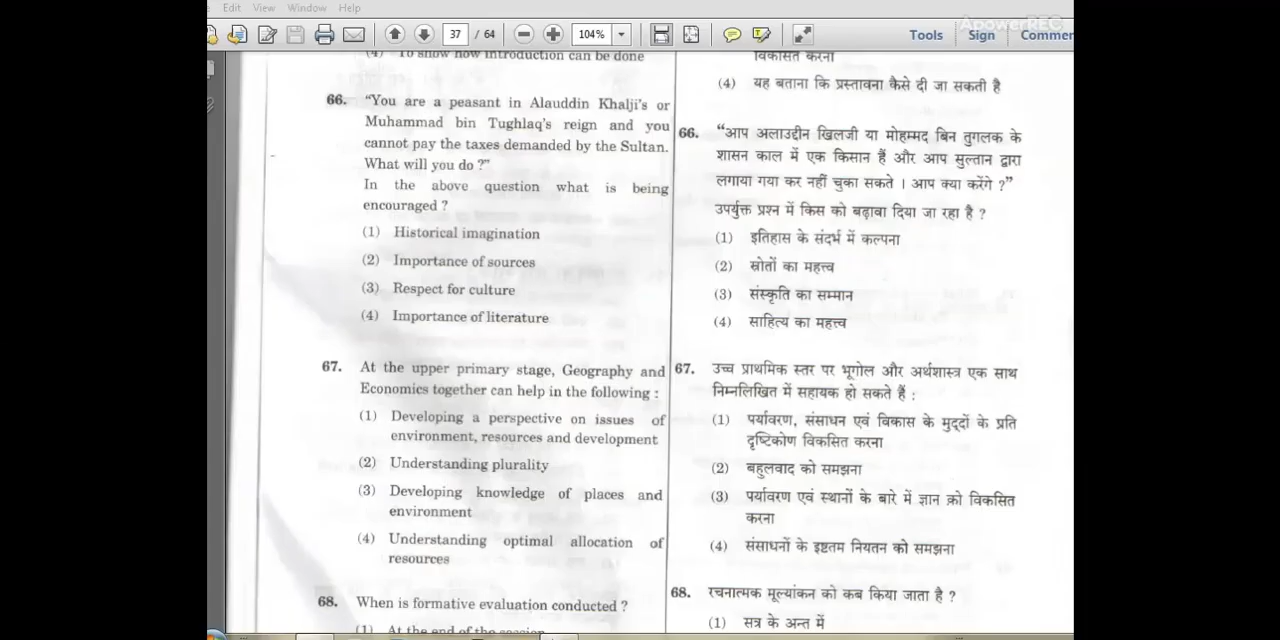 Edit View Window Help
ApowerREC
37 / 64
104%
Tools Sign Commer
(4) To show how introduction can be done
66. "You are a peasant in Alauddin Khalji's or
Muhammad bin Tughlaq's reign and you
cannot pay the taxes demanded by the Sultan.
What will you do ?"
In the above question what is being
encouraged ?
(1) Historical imagination
(2) Importance of sources
(3) Respect for culture
(4) Importance of literature
67. At the upper primary stage, Geography and
Economics together can help in the following :
(1) Developing a perspective on issues of
environment, resources and development
(2) Understanding plurality
(3) Developing knowledge of places and
environment
(4) Understanding optimal allocation of
resources
68. When is formative evaluation conducted ?
(1) At the end of the session
विकसित करना
(4) यह बताना कि प्रस्तावना कैसे दी जा सकती है
66. "आप अलाउद्दीन खिलजी या मोहम्मद बिन तुगलक के
शासन काल में एक किसान हैं और आप सुल्तान द्वारा
लगाया गया कर नहीं चुका सकते । आप क्या करेंगे ?"
उपर्युक्त प्रश्न में किस को बढ़ावा दिया जा रहा है ?
(1) इतिहास के संदर्भ में कल्पना
(2) स्रोतों का महत्त्व
(3) संस्कृति का सम्मान
(4) साहित्य का महत्त्व
67. उच्च प्राथमिक स्तर पर भूगोल और अर्थशास्त्र एक साथ
निम्नलिखित में सहायक हो सकते हैं :
(1) पर्यावरण, संसाधन एवं विकास के मुद्दों के प्रति
दृष्टिकोण विकसित करना
(2) बहुलवाद को समझना
(3) पर्यावरण एवं स्थानों के बारे में ज्ञान को विकसित
करना
(4) संसाधनों के इष्टतम नियतन को समझना
68. रचनात्मक मूल्यांकन को कब किया जाता है ?
(1) सत्र के अन्त में